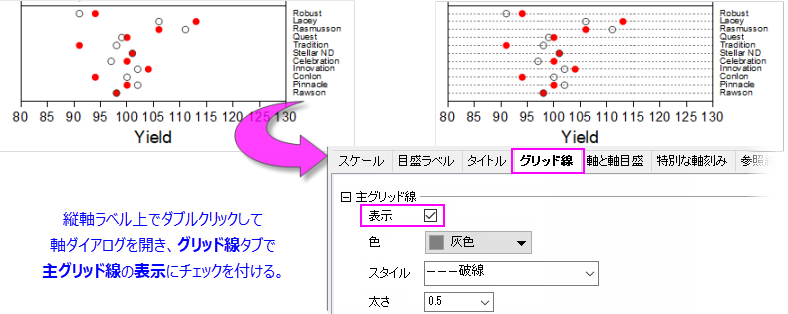 Robust
Lacey
Rasmusson
Quest
Tradition
Stellar ND
Celebration
Innovation
Conlon
Pinnacle
Rawson
80 85 90 95 100 105 110 115 120 125 130
Yield
Robust
Lacey
Rasmusson
Quest
Tradition
Stellar ND
Celebration
Innovation
Conlon
Pinnacle
Rawson
80 85 90 95 100 105 110 115 120 125 130
Yield
スケール 目盛ラベル タイトル グリッド線 軸と軸目盛 特別な軸刻み 参照
主グリッド線
表示
色 灰色
スタイル ーーー破線
太さ 0.5
縦軸ラベル上でダブルクリックして
軸ダイアログを開き、グリッド線タブで
主グリッド線の表示にチェックを付ける。